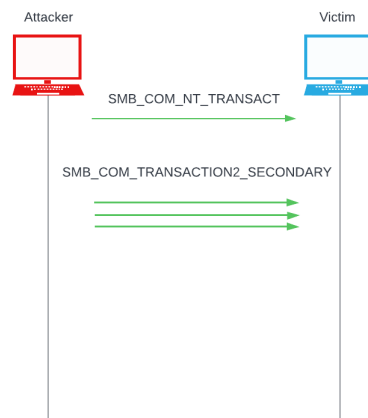 Attacker
Victim
SMB_COM_NT_TRANSACT
SMB_COM_TRANSACTION2_SECONDARY